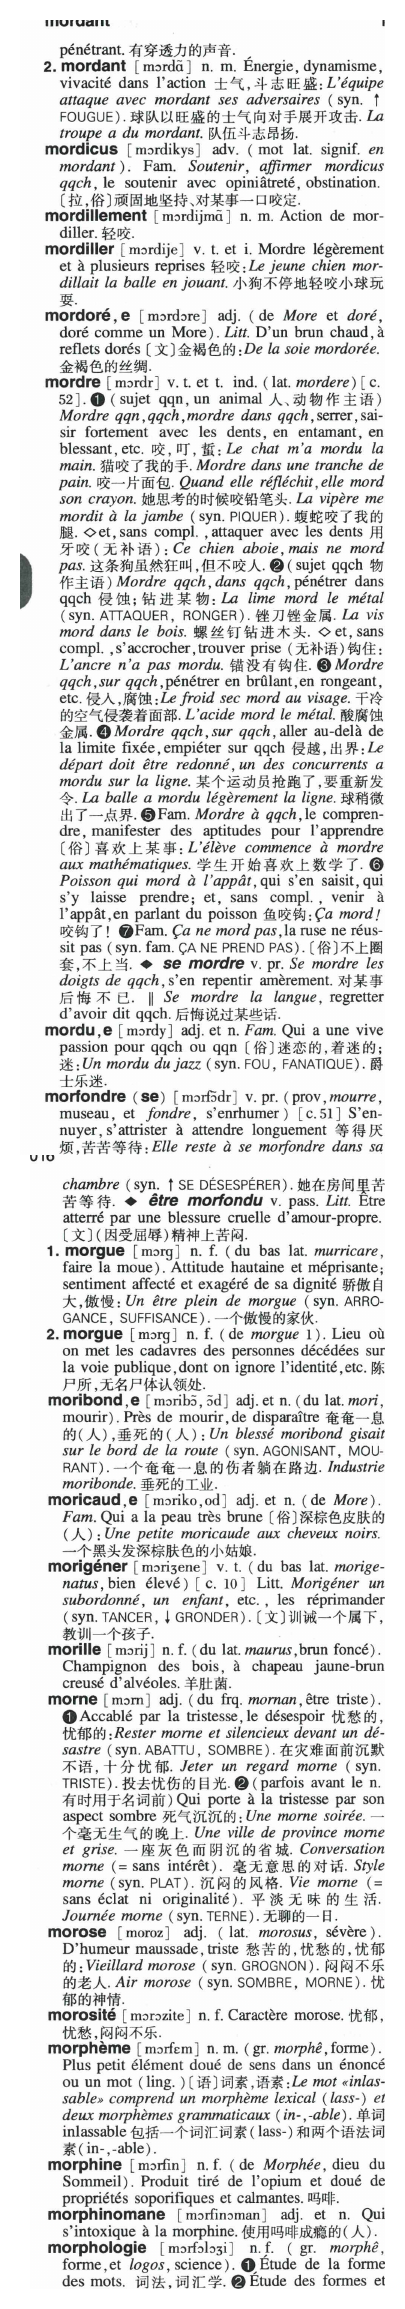 mordant
pénétrant. 有穿透力的声音.
2. mordant [mɔrdɑ̃] n. m. Énergie, dynamisme,
vivacité dans l'action 士气,斗志旺盛: L'équipe
attaque avec mordant ses adversaires (syn. ↑
FOUGUE). 球队以旺盛的士气向对手展开攻击. La
troupe a du mordant. 队伍斗志昂扬.
mordicus [mɔrdikys] adv. (mot lat. signif. en
mordant). Fam. Soutenir, affirmer mordicus
qqch, le soutenir avec opiniâtreté, obstination.
〔拉,俗〕顽固地坚持、对某事一口咬定.
mordillement [mɔrdijmɑ̃] n. m. Action de mor-
diller. 轻咬.
mordiller [mɔrdije] v. t. et i. Mordre légèrement
et à plusieurs reprises 轻咬: Le jeune chien mor-
dillait la balle en jouant. 小狗不停地轻咬小球玩
耍.
mordoré,e [mɔrdɔre] adj. (de More et doré,
doré comme un More). Litt. D'un brun chaud, à
reflets dorés 〔文〕金褐色的: De la soie mordorée.
金褐色的丝绸.
mordre [mɔrdr] v. t. et t. ind. (lat. mordere) [c.
52]. ❶ (sujet qqn, un animal 人、动物作主语)
Mordre qqn, qqch, mordre dans qqch, serrer, sai-
sir fortement avec les dents, en entamant, en
blessant, etc. 咬,叮,蜇: Le chat m'a mordu la
main. 猫咬了我的手. Mordre dans une tranche de
pain. 咬一片面包. Quand elle réfléchit, elle mord
son crayon. 她思考的时候咬铅笔头. La vipère me
mordit à la jambe (syn. PIQUER). 蝮蛇咬了我的
腿. ◇et, sans compl., attaquer avec les dents 用
牙咬(无补语): Ce chien aboie, mais ne mord
pas. 这条狗虽然狂叫,但不咬人. ❷ (sujet qqch 物
作主语) Mordre qqch, dans qqch, pénétrer dans
qqch 侵蚀; 钻进某物: La lime mord le métal
(syn. ATTAQUER, RONGER). 锉刀锉金属. La vis
mord dans le bois. 螺丝钉钻进木头. ◇ et, sans
compl., s'accrocher, trouver prise (无补语)钩住:
L'ancre n'a pas mordu. 锚没有钩住. ❸ Mordre
qqch, sur qqch, pénétrer en brûlant, en rongeant,
etc. 侵入,腐蚀: Le froid sec mord au visage. 干冷
的空气侵袭着面部. L'acide mord le métal. 酸腐蚀
金属. ❹ Mordre qqch, sur qqch, aller au-delà de
la limite fixée, empiéter sur qqch 侵越,出界: Le
départ doit être redonné, un des concurrents a
mordu sur la ligne. 某个运动员抢跑了,要重新发
令. La balle a mordu légèrement la ligne. 球稍微
出了一点界. ❺ Fam. Mordre à qqch, le compren-
dre, manifester des aptitudes pour l'apprendre
〔俗〕喜欢上某事: L'élève commence à mordre
aux mathématiques. 学生开始喜欢上数学了. ❻
Poisson qui mord à l'appât, qui s'en saisit, qui
s'y laisse prendre; et, sans compl., venir à
l'appât, en parlant du poisson 鱼咬钩: Ça mord!
咬钩了! ❼ Fam. Ça ne mord pas, la ruse ne réus-
sit pas (syn. fam. ÇA NE PREND PAS). 〔俗〕不上圈
套,不上当. ◆ se mordre v. pr. Se mordre les
doigts de qqch, s'en repentir amèrement. 对某事
后悔不已. ‖ Se mordre la langue, regretter
d'avoir dit qqch. 后悔说过某些话.
mordu,e [mɔrdy] adj. et n. Fam. Qui a une vive
passion pour qqch ou qqn 〔俗〕迷恋的,着迷的;
迷: Un mordu du jazz (syn. FOU, FANATIQUE). 爵
士乐迷.
morfondre (se) [mɔrfɔ̃dr] v. pr. (prov, mourre,
museau, et fondre, s'enrhumer) [c. 51] S'en-
nuyer, s'attrister à attendre longuement 等得厌
烦,苦苦等待: Elle reste à se morfondre dans sa
chambre (syn. ↑ SE DÉSESPÉRER). 她在房间里苦
苦等待. ◆ être morfondu v. pass. Litt. Être
atterré par une blessure cruelle d'amour-propre.
〔文〕(因受屈辱)精神上苦闷.
1. morgue [mɔrg] n. f. (du bas lat. murricare,
faire la moue). Attitude hautaine et méprisante;
sentiment affecté et exagéré de sa dignité 骄傲自
大,傲慢: Un être plein de morgue (syn. ARRO-
GANCE, SUFFISANCE). 一个傲慢的家伙.
2. morgue [mɔrg] n. f. (de morgue 1). Lieu où
on met les cadavres des personnes décédées sur
la voie publique, dont on ignore l'identité, etc. 陈
尸所,无名尸体认领处.
moribond,e [mɔribɔ̃, ɔ̃d] adj. et n. (du lat. mori,
mourir). Près de mourir, de disparaître 奄奄一息
的(人),垂死的(人): Un blessé moribond gisait
sur le bord de la route (syn. AGONISANT, MOU-
RANT). 一个奄奄一息的伤者躺在路边. Industrie
moribonde. 垂死的工业.
moricaud,e [mɔriko, od] adj. et n. (de More).
Fam. Qui a la peau très brune 〔俗〕深棕色皮肤的
(人): Une petite moricaude aux cheveux noirs.
一个黑头发深棕肤色的小姑娘.
morigéner [mɔriʒene] v. t. (du bas lat. morige-
natus, bien élevé) [c. 10] Litt. Morigéner un
subordonné, un enfant, etc., les réprimander
(syn. TANCER, ↓ GRONDER). 〔文〕训诫一个属下,
教训一个孩子.
morille [mɔrij] n. f. (du lat. maurus, brun foncé).
Champignon des bois, à chapeau jaune-brun
creusé d'alvéoles. 羊肚菌.
morne [mɔrn] adj. (du frq. mornan, être triste).
❶ Accablé par la tristesse, le désespoir 忧愁的,
忧郁的: Rester morne et silencieux devant un dé-
sastre (syn. ABATTU, SOMBRE). 在灾难面前沉默
不语,十分忧郁. Jeter un regard morne (syn.
TRISTE). 投去忧伤的目光. ❷ (parfois avant le n.
有时用于名词前) Qui porte à la tristesse par son
aspect sombre 死气沉沉的: Une morne soirée. 一
个毫无生气的晚上. Une ville de province morne
et grise. 一座灰色而阴沉的省城. Conversation
morne (= sans intérêt). 毫无意思的对话. Style
morne (syn. PLAT). 沉闷的风格. Vie morne (=
sans éclat ni originalité). 平淡无味的生活.
Journée morne (syn. TERNE). 无聊的一日.
morose [moroz] adj. (lat. morosus, sévère).
D'humeur maussade, triste 愁苦的,忧愁的,忧郁
的: Vieillard morose (syn. GROGNON). 闷闷不乐
的老人. Air morose (syn. SOMBRE, MORNE). 忧
郁的神情.
morosité [mɔrozite] n. f. Caractère morose. 忧郁,
忧愁,闷闷不乐.
morphème [mɔrfɛm] n. m. (gr. morphê, forme).
Plus petit élément doué de sens dans un énoncé
ou un mot (ling.) 〔语〕词素,语素: Le mot «inlas-
sable» comprend un morphème lexical (lass-) et
deux morphèmes grammaticaux (in-, -able). 单词
inlassable 包括一个词汇词素(lass-)和两个语法词
素(in-, -able).
morphine [mɔrfin] n. f. (de Morphée, dieu du
Sommeil). Produit tiré de l'opium et doué de
propriétés soporifiques et calmantes. 吗啡.
morphinomane [mɔrfinɔman] adj. et n. Qui
s'intoxique à la morphine. 使用吗啡成瘾的(人).
morphologie [mɔrfɔlɔʒi] n. f. (gr. morphê,
forme, et logos, science). ❶ Étude de la forme
des mots. 词法,词汇学. ❷ Étude des formes et